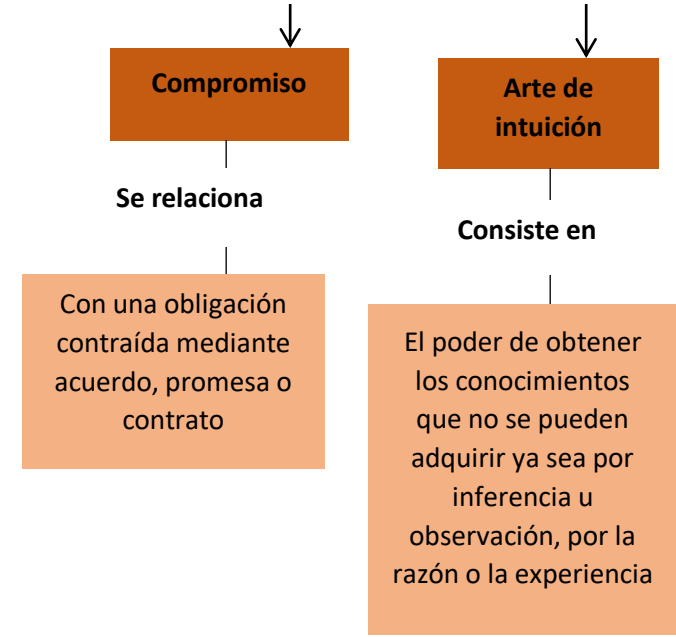 Compromiso
Se relaciona
Con una obligación
contraída mediante
acuerdo, promesa o
contrato
Arte de
intuición
Consiste en
El poder de obtener
los conocimientos
que no se pueden
adquirir ya sea por
inferencia u
observación, por la
razón o la experiencia